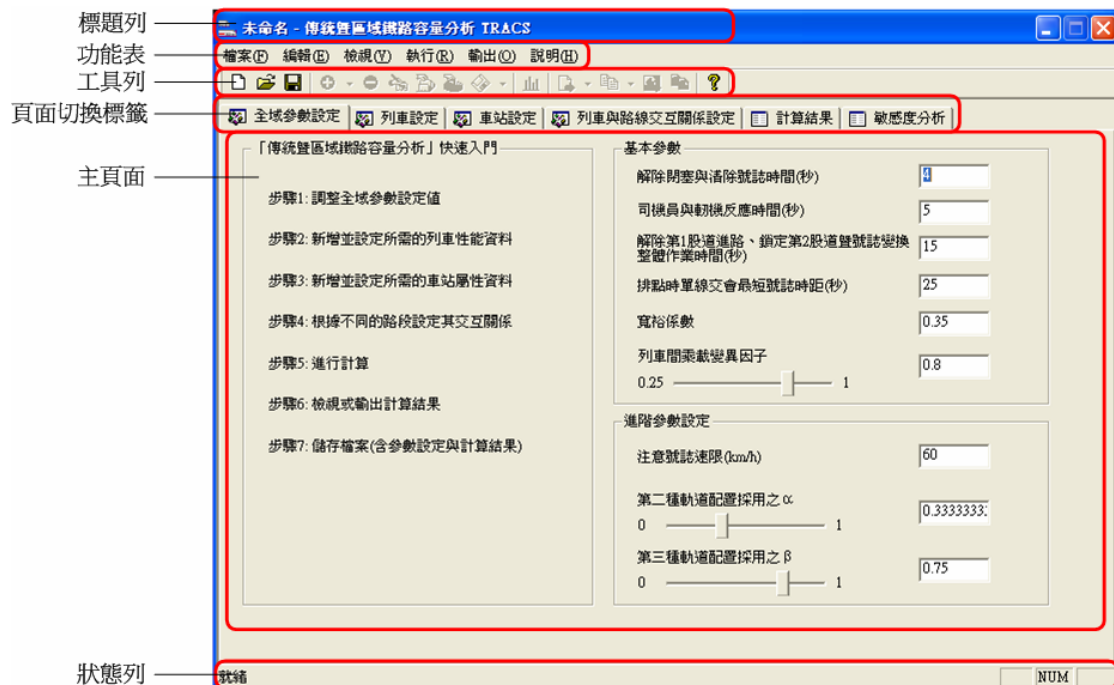 標題列
未命名 - 傳統暨區域鐵路容量分析 TRACS
功能表
檔案(F) 編輯(E) 檢視(V) 執行(R) 輸出(O) 說明(H)
工具列
頁面切換標籤
全域參數設定 列車設定 車站設定 列車與路線交互關係設定 計算結果 敏感度分析
主頁面
「傳統暨區域鐵路容量分析」快速入門
步驟1: 調整全域參數設定值
步驟2: 新增並設定所需的列車性能資料
步驟3: 新增並設定所需的車站屬性資料
步驟4: 根據不同的路段設定其交互關係
步驟5: 進行計算
步驟6: 檢視或輸出計算結果
步驟7: 儲存檔案(含參數設定與計算結果)
基本參數
解除閉塞與清除號誌時間(秒) 4
司機員與軔機反應時間(秒) 5
解除第1股道進路、鎖定第2股道暨號誌變換
整體作業時間(秒) 15
排點時單線交會最短號誌時距(秒) 25
寬裕係數 0.35
列車間乘載變異因子 0.8
0.25 1
進階參數設定
注意號誌速限(km/h) 60
第二種軌道配置採用之α 0.3333333
0 1
第三種軌道配置採用之β 0.75
0 1
狀態列
就緒 NUM